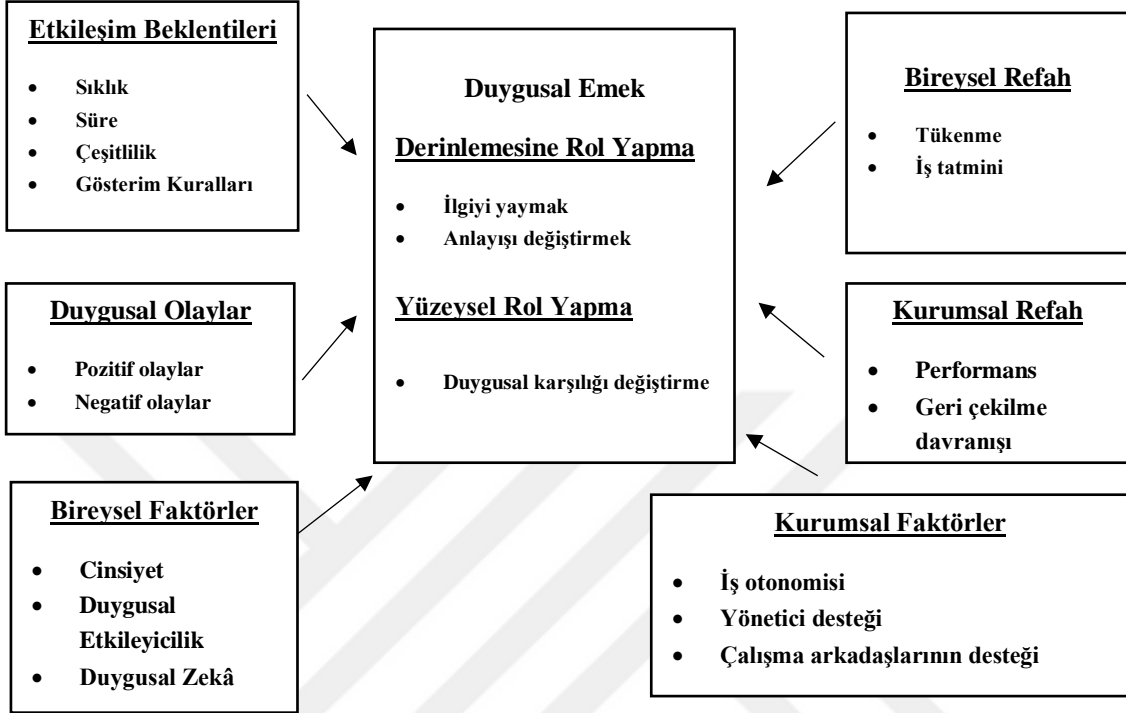 Etkileşim Beklentileri
• Sıklık
• Süre
• Çeşitlilik
• Gösterim Kuralları
Duygusal Olaylar
• Pozitif olaylar
• Negatif olaylar
Bireysel Faktörler
• Cinsiyet
• Duygusal
Etkileyicilik
• Duygusal Zekâ
Duygusal Emek
Derinlemesine Rol Yapma
• İlgiyi yaymak
• Anlayışı değiştirmek
Yüzeysel Rol Yapma
• Duygusal karşılığı değiştirme
Bireysel Refah
• Tükenme
• İş tatmini
Kurumsal Refah
• Performans
• Geri çekilme
davranışı
Kurumsal Faktörler
• İş otonomisi
• Yönetici desteği
• Çalışma arkadaşlarının desteği